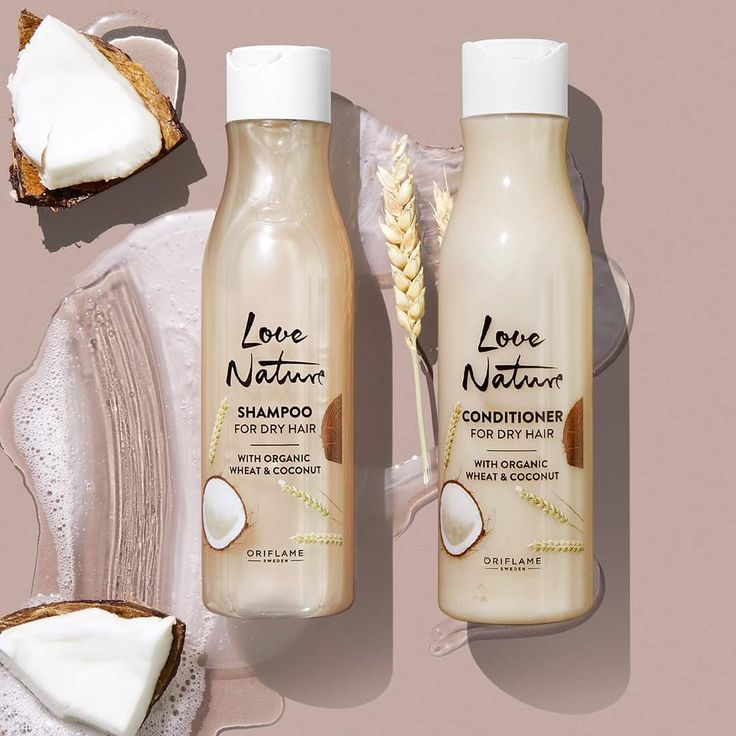 Love
Nature
SHAMPOO
FOR DRY HAIR
WITH ORGANIC
WHEAT & COCONUT
ORIFLAME
SWEDEN
Love
Nature
CONDITIONER
FOR DRY HAIR
WITH ORGANIC
WHEAT & COCONUT
ORIFLAME
SWEDEN